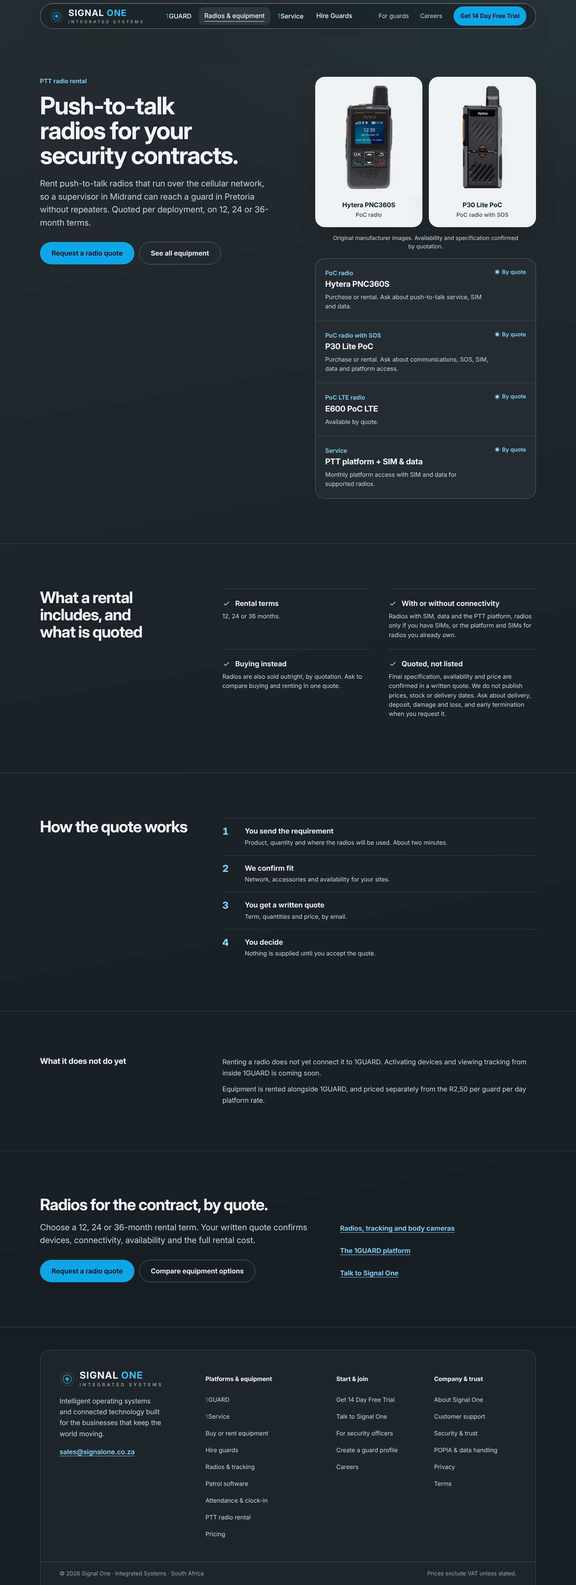 SIGNAL ONE
INTEGRATED SYSTEMS
1GUARD
Radios & equipment
1Service
Hire Guards
For guards
Careers
Get 14 Day Free Trial
PTT radio rental
Push-to-talk
radios for your
security contracts.
Rent push-to-talk radios that run over the cellular network,
so a supervisor in Midrand can reach a guard in Pretoria
without repeaters. Quoted per deployment, on 12, 24 or 36-
month terms.
Request a radio quote
See all equipment
Hytera PNC360S
PoC radio
P30 Lite PoC
PoC radio with SOS
Original manufacturer images. Availability and specification confirmed
by quotation.
PoC radio
By quote
Hytera PNC360S
Purchase or rental. Ask about push-to-talk service, SIM
and data.
PoC radio with SOS
By quote
P30 Lite PoC
Purchase or rental. Ask about communications, SOS, SIM,
data and platform access.
PoC LTE radio
By quote
E600 PoC LTE
Available by quote.
Service
By quote
PTT platform + SIM & data
Monthly platform access with SIM and data for
supported radios.
What a rental
includes, and
what is quoted
Rental terms
12, 24 or 36 months.
With or without connectivity
Radios with SIM, data and the PTT platform, radios
only if you have SIMs, or the platform and SIMs for
radios you already own.
Buying instead
Radios are also sold outright, by quotation. Ask to
compare buying and renting in one quote.
Quoted, not listed
Final specification, availability and price are
confirmed in a written quote. We do not publish
prices, stock or delivery dates. Ask about delivery,
deposit, damage and loss, and early termination
when you request it.
How the quote works
1
You send the requirement
Product, quantity and where the radios will be used. About two minutes.
2
We confirm fit
Network, accessories and availability for your sites.
3
You get a written quote
Term, quantities and price, by email.
4
You decide
Nothing is supplied until you accept the quote.
What it does not do yet
Renting a radio does not yet connect it to 1GUARD. Activating devices and viewing tracking from
inside 1GUARD is coming soon.
Equipment is rented alongside 1GUARD, and priced separately from the R2,50 per guard per day
platform rate.
Radios for the contract, by quote.
Choose a 12, 24 or 36-month rental term. Your written quote confirms
devices, connectivity, availability and the full rental cost.
Request a radio quote
Compare equipment options
Radios, tracking and body cameras
The 1GUARD platform
Talk to Signal One
SIGNAL ONE
INTEGRATED SYSTEMS
Intelligent operating systems
and connected technology built
for the businesses that keep the
world moving.
sales@signalone.co.za
Platforms & equipment
1GUARD
1Service
Buy or rent equipment
Hire guards
Radios & tracking
Patrol software
Attendance & clock-in
PTT radio rental
Pricing
Start & join
Get 14 Day Free Trial
Talk to Signal One
For security officers
Create a guard profile
Careers
Company & trust
About Signal One
Customer support
Security & trust
POPIA & data handling
Privacy
Terms
© 2026 Signal One · Integrated Systems · South Africa
Prices exclude VAT unless stated.